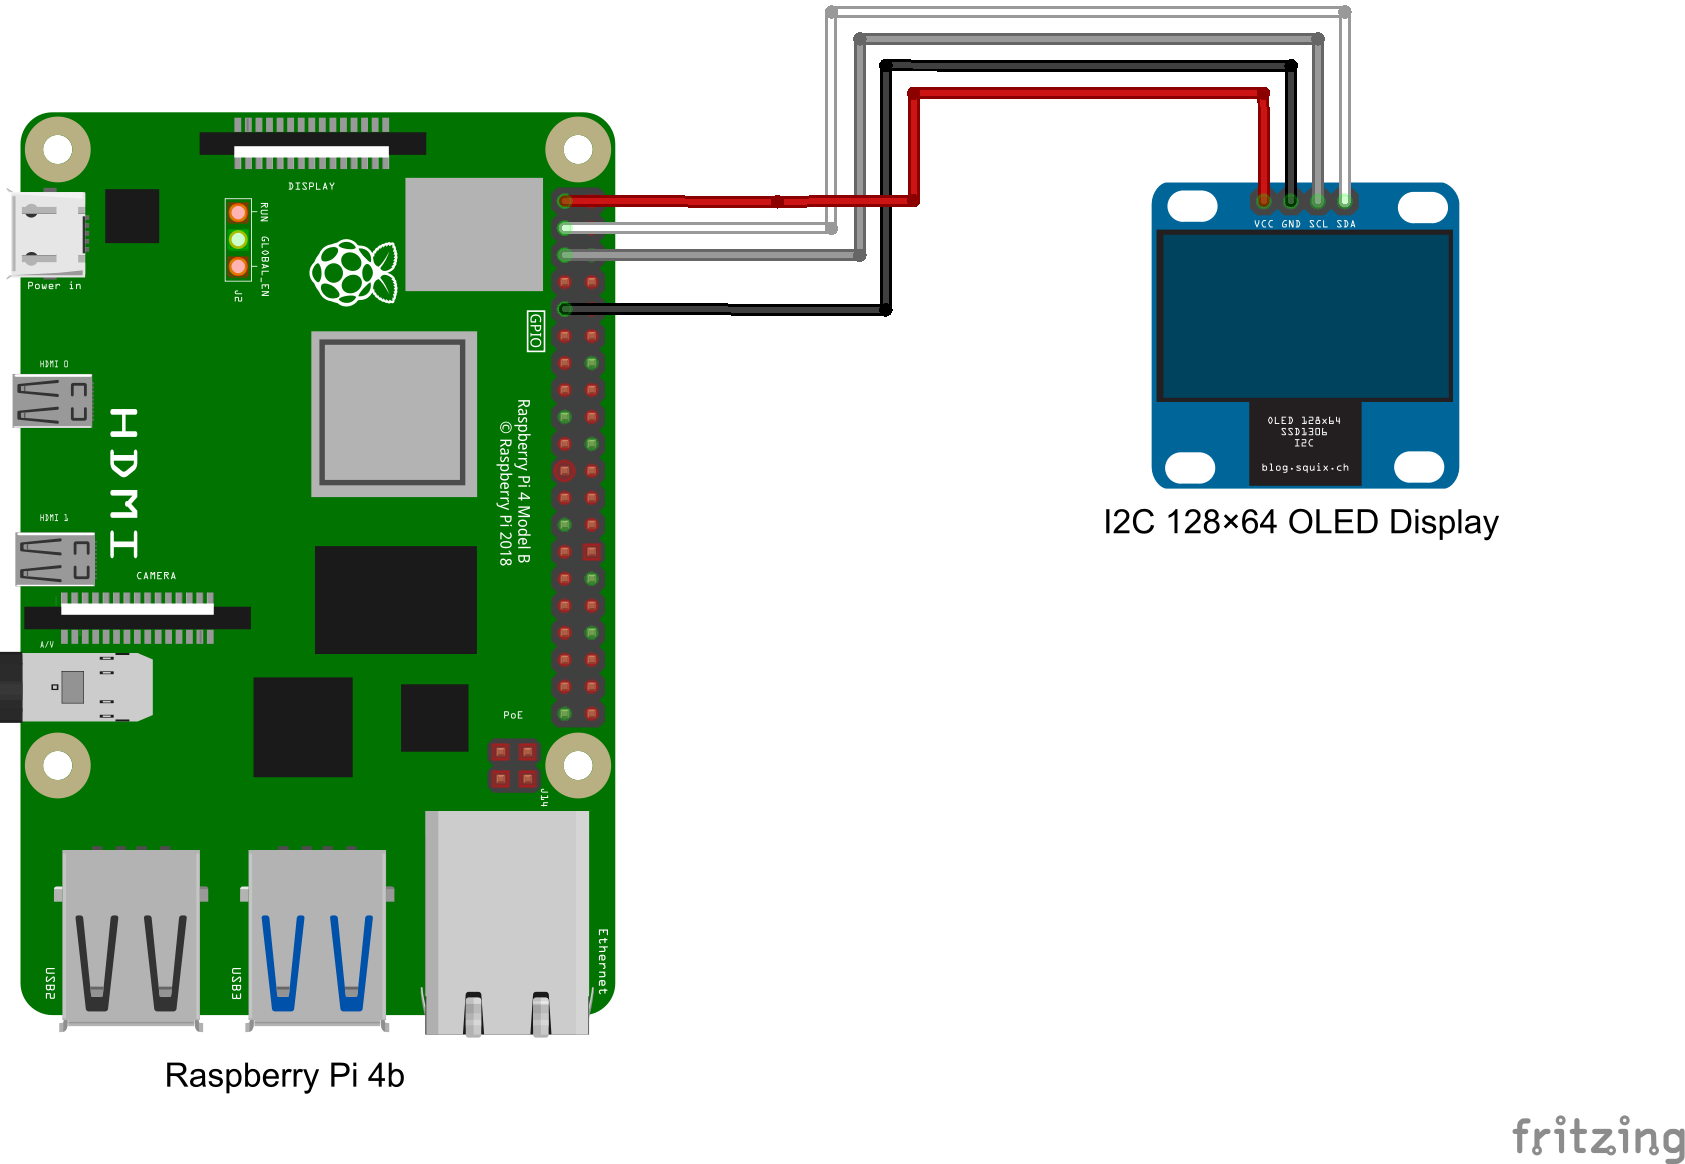 DISPLAY
RUN
GLOBAL_EN
J2
Power in
GPIO
HDMI 0
HDMI
HDMI 1
Raspberry Pi 4 Model B
© Raspberry Pi 2018
CAMERA
A/V
PoE
J14
USB2
USB3
Ethernet
Raspberry Pi 4b
VCC GND SCL SDA
OLED 128x64
SSD1306
I2C
blog.squix.ch
I2C 128×64 OLED Display
fritzing